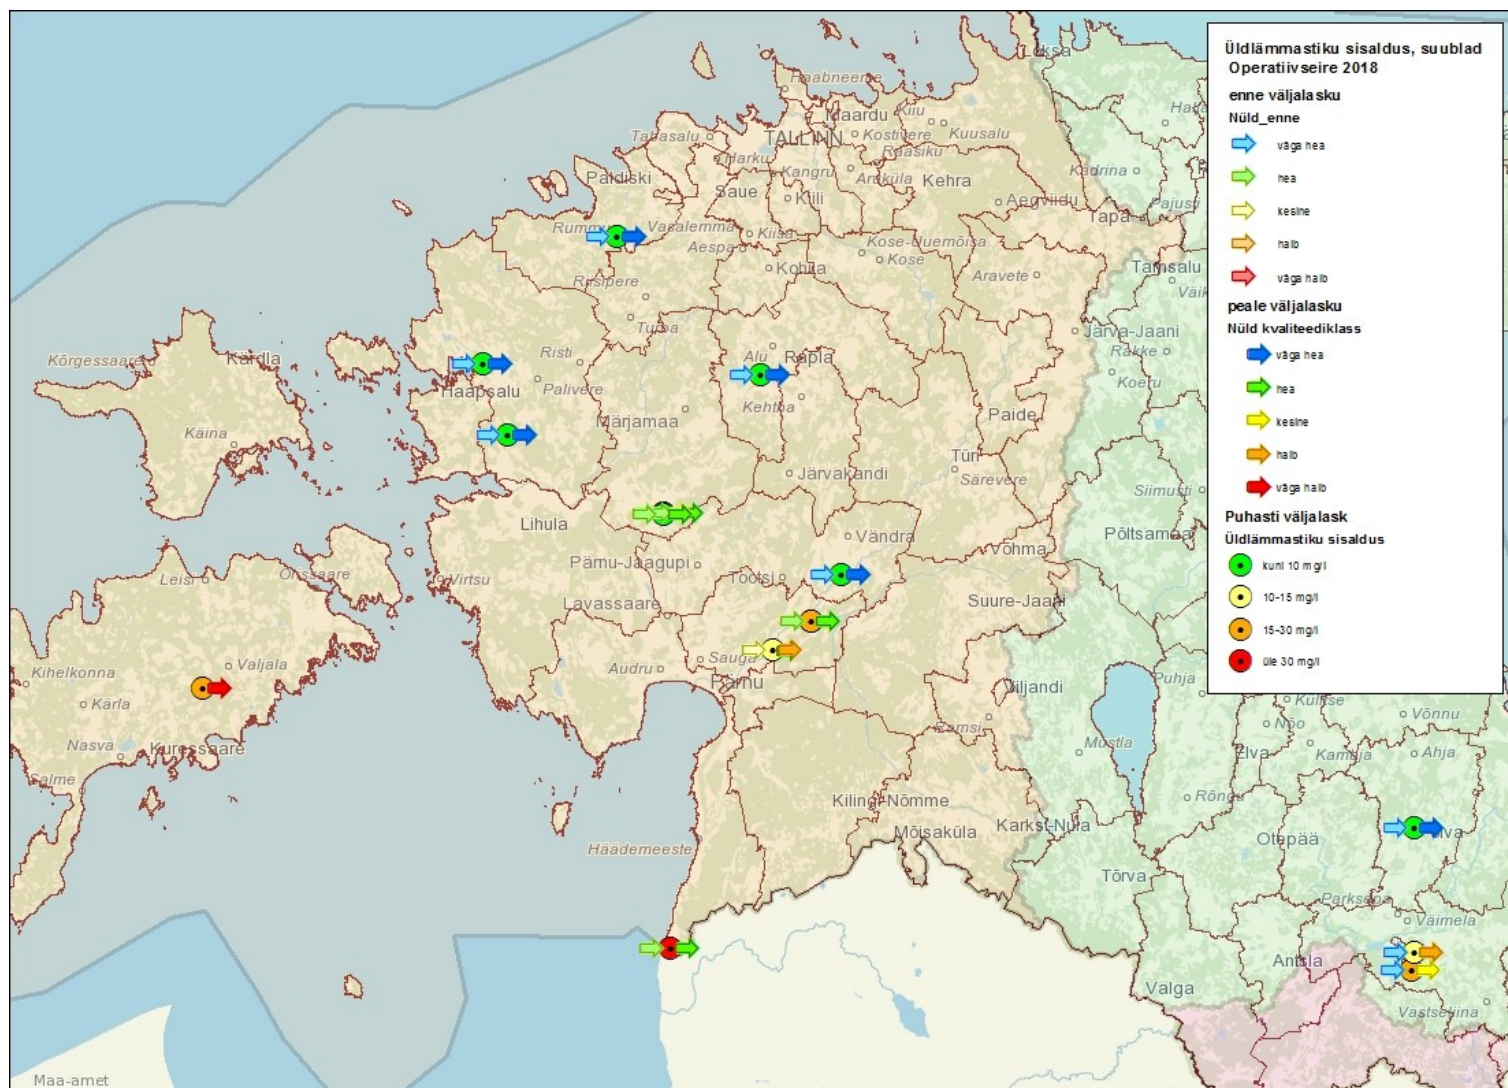 Üldlämmastiku sisaldus, suublad
Operatiivseire 2018
enne väljalasku
Nüld_enne
väga hea
hea
kesine
halb
väga halb
peale väljalasku
Nüld kvaliteediklass
väga hea
hea
kesine
halb
väga halb
Puhasti väljalask
Üldlämmastiku sisaldus
kuni 10 mg/l
10-15 mg/l
15-30 mg/l
üle 30 mg/l
Loksa
Haabneeme
Maardu
Kiiu
Kuusalu
Tabasalu
TALLINN
Kostivere
Harku
Raasiku
Kadrina
Paldiski
Kangru
Aruküla
Kehra
Saue
Kiili
Aegviidu
Pajusti
Tapa
Rummu
Vasalemma
Kiisa
Aespa
Kose-Uuemõisa
Kose
Kohila
Aravete
Tamsalu
Riisipere
Turba
Järva-Jaani
Kõrgessaare
Kärdla
Risti
Alu
Rapla
Rakke
Palivere
Koeru
Haapsalu
Kehtna
Märjamaa
Paide
Käina
Türi
Järvakandi
Särevere
Siimusti
Lihula
Vändra
Põltsamaa
Võhma
Pärnu-Jaagupi
Leisi
Orissaare
Virtsu
Tootsi
Lavassaare
Suure-Jaani
Kihelkonna
Valjala
Audru
Sauga
Pärnu
Puhja
Viljandi
Kärla
Ramsi
Külitse
Võnnu
Nõo
Nasva
Kuressaare
Mustla
Elva
Kambja
Ahja
Salme
Rõngu
Kilingi-Nõmme
Karksi-Nuia
Mõisaküla
Otepää
Häädemeeste
Tõrva
Parksepa
Väimela
Antsla
Valga
Vastseliina
Maa-amet